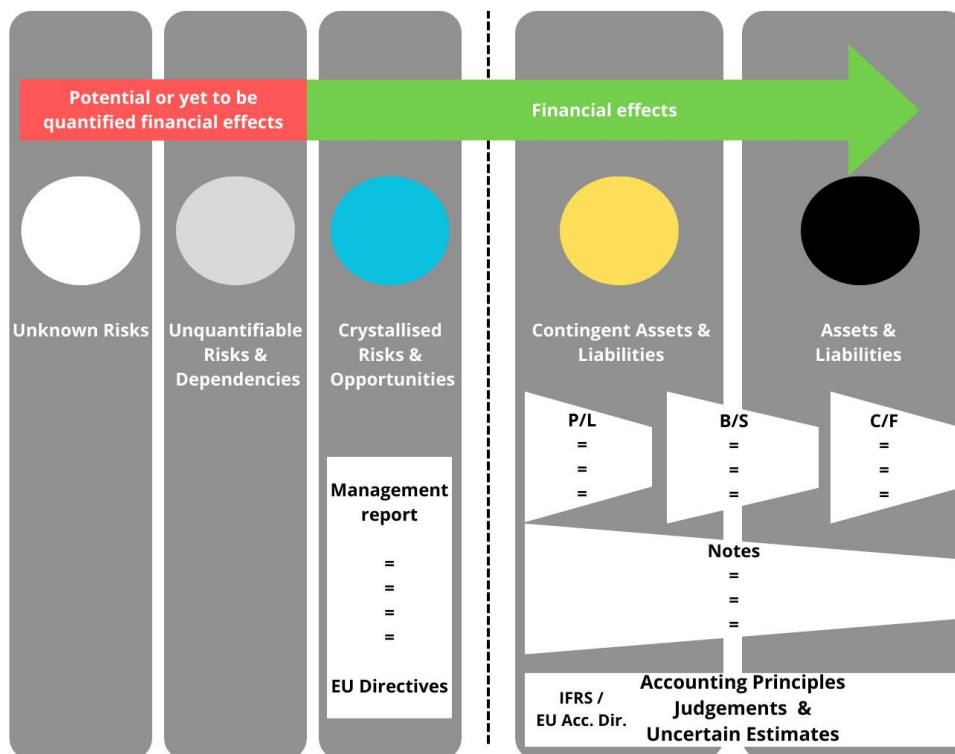 Potential or yet to be
quantified financial effects
Financial effects
Unknown Risks
Unquantifiable
Risks &
Dependencies
Crystallised
Risks &
Opportunities
Contingent Assets &
Liabilities
Assets &
Liabilities
Management
report
=
=
=
=
EU Directives
P/L
=
=
=
B/S
=
=
=
C/F
=
=
=
Notes
=
=
=
IFRS /
EU Acc. Dir.
Accounting Principles
Judgements &
Uncertain Estimates